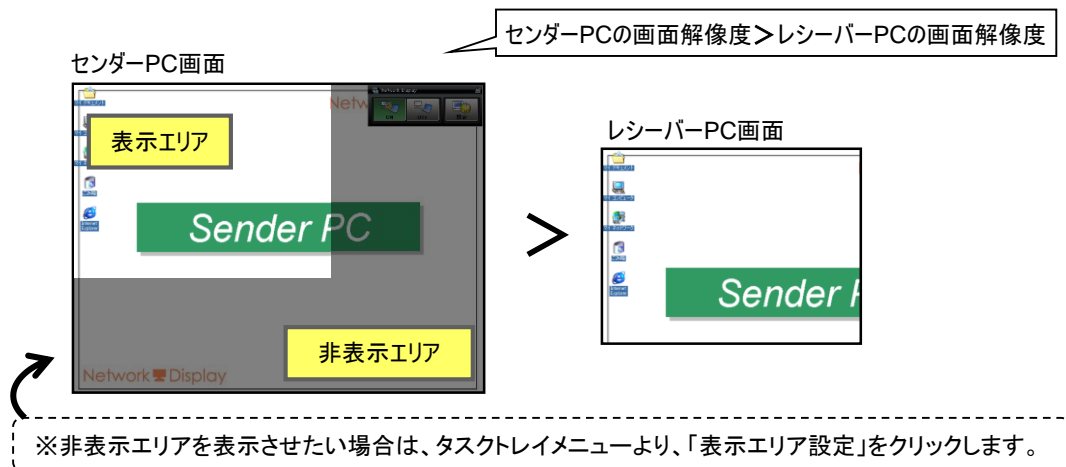 センダーPCの画面解像度＞レシーバーPCの画面解像度
センダーPC画面
Network Display
Netw
表示エリア
Sender PC
非表示エリア
Network Display
＞
レシーバーPC画面
Sender
※非表示エリアを表示させたい場合は、タスクトレイメニューより、「表示エリア設定」をクリックします。